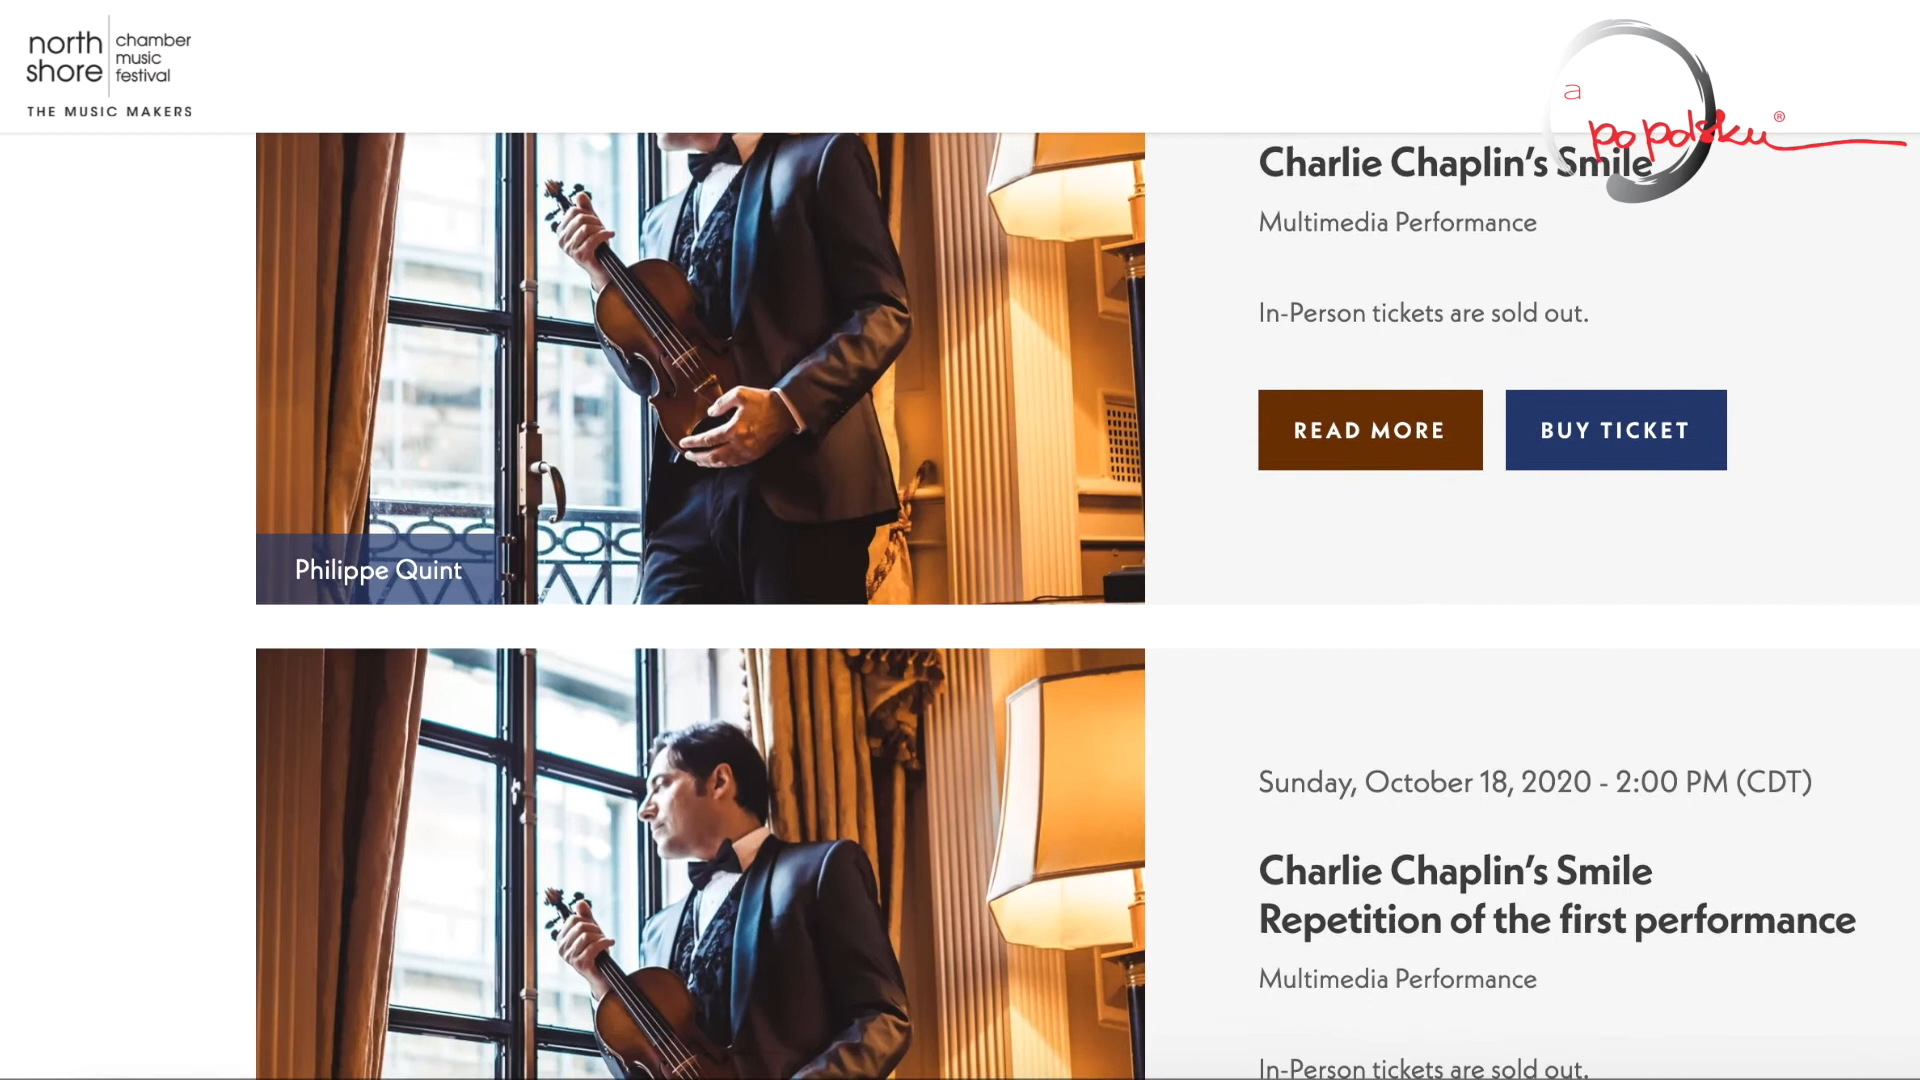 north
shore
chamber
music
festival
THE MUSIC MAKERS
a
po polsku®
Charlie Chaplin’s Smile
Multimedia Performance
In-Person tickets are sold out.
READ MORE
BUY TICKET
Philippe Quint
Sunday, October 18, 2020 - 2:00 PM (CDT)
Charlie Chaplin’s Smile
Repetition of the first performance
Multimedia Performance
In-Person tickets are sold out.